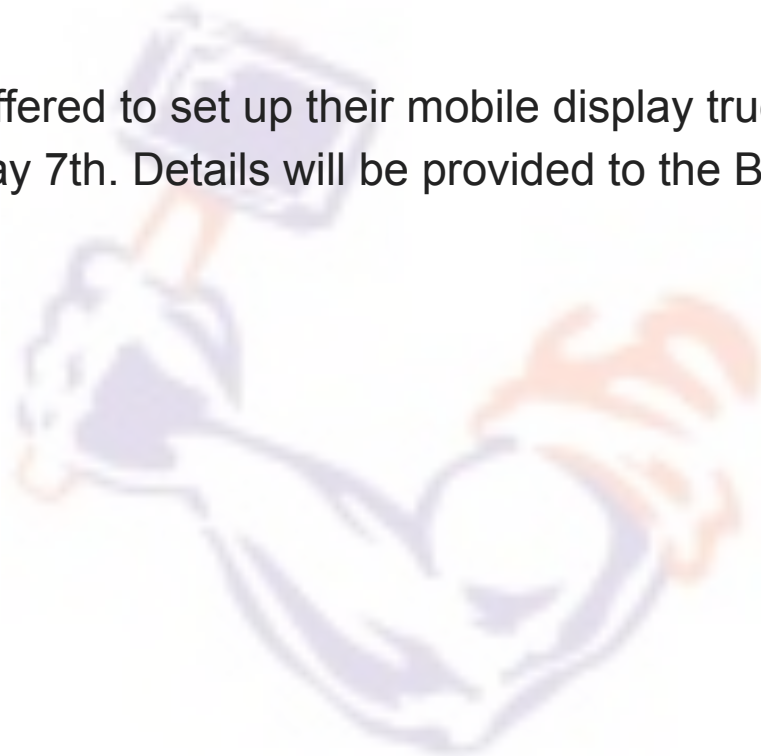 ffered to set up their mobile display tru
ay 7th. Details will be provided to the B